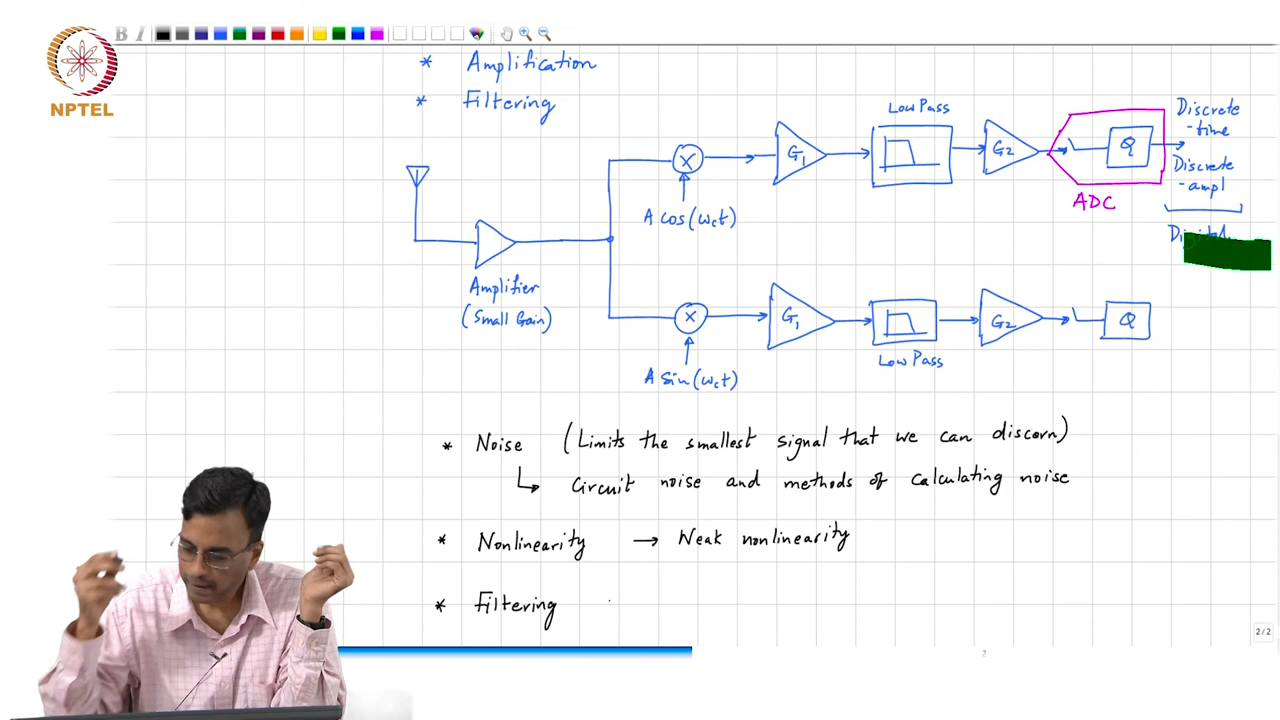 B I
NPTEL
* Amplification
* Filtering
Low Pass
Discrete
-time
G1
G2
Q
Discrete
-ampl
ADC
A cos(ωct)
Amplifier
(Small Gain)
G1
G2
Q
Low Pass
A sin(ωct)
* Noise (Limits the smallest signal that we can discern)
↳ Circuit noise and methods of calculating noise
* Nonlinearity → Weak nonlinearity
* Filtering
2/2
2